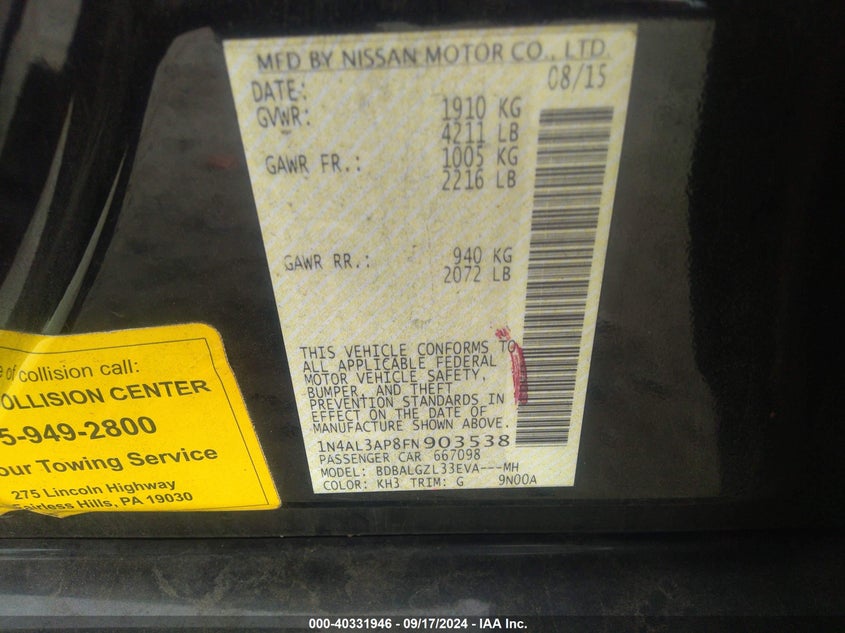 MFD BY NISSAN MOTOR CO., LTD.
DATE: 08/15
GVWR: 1910 KG
4211 LB
GAWR FR.: 1005 KG
2216 LB
GAWR RR.: 940 KG
2072 LB
THIS VEHICLE CONFORMS TO
ALL APPLICABLE FEDERAL
MOTOR VEHICLE SAFETY,
BUMPER, AND THEFT
PREVENTION STANDARDS IN
EFFECT ON THE DATE OF
MANUFACTURE SHOWN ABOVE.
1N4AL3AP8FN903538
PASSENGER CAR 667098
MODEL: BDBALGZL33EVA---MH
COLOR: KH3 TRIM: G 9N00A
of collision call:
OLLISION CENTER
5-949-2800
our Towing Service
275 Lincoln Highway
Fairless Hills, PA 19030
000-40331946 - 09/17/2024 - IAA Inc.